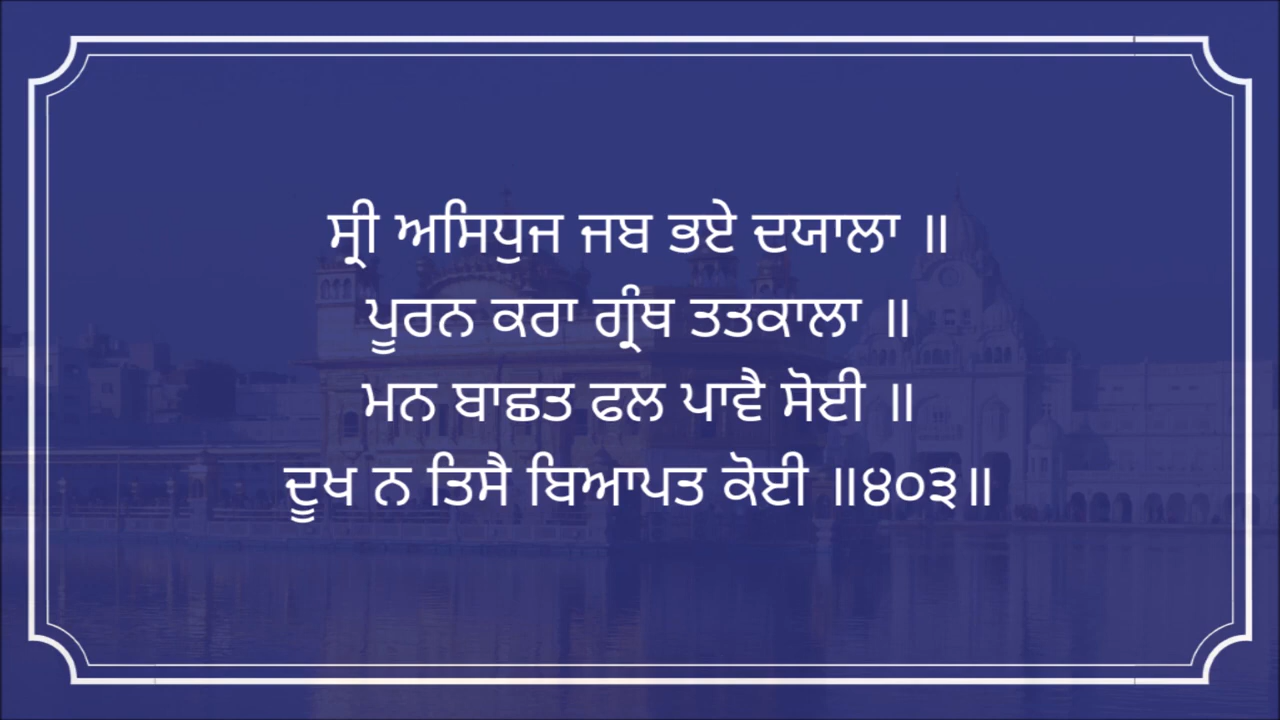 ਸ੍ਰੀ ਅਸਿਧੁਜ ਜਬ ਭਏ ਦਯਾਲਾ ॥
ਪੂਰਨ ਕਰਾ ਗ੍ਰੰਥ ਤਤਕਾਲਾ ॥
ਮਨ ਬਾਛਤ ਫਲ ਪਾਵੈ ਸੋਈ ॥
ਦੂਖ ਨ ਤਿਸੈ ਬਿਆਪਤ ਕੋਈ ॥੪੦੩॥